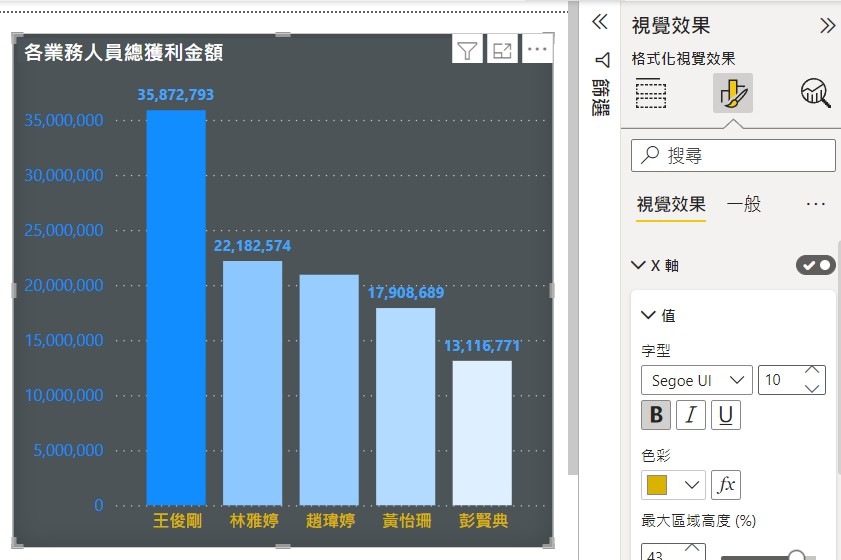 各業務人員總獲利金額
35,872,793
35,000,000
30,000,000
25,000,000
22,182,574
20,000,000
17,908,689
15,000,000
13,116,771
10,000,000
5,000,000
0
王俊剛 林雅婷 趙瑋婷 黃怡珊 彭賢典
篩選
視覺效果
格式化視覺效果
搜尋
視覺效果 一般
X 軸
值
字型
Segoe UI 10
B I U
色彩
fx
最大區域高度 (%)
43